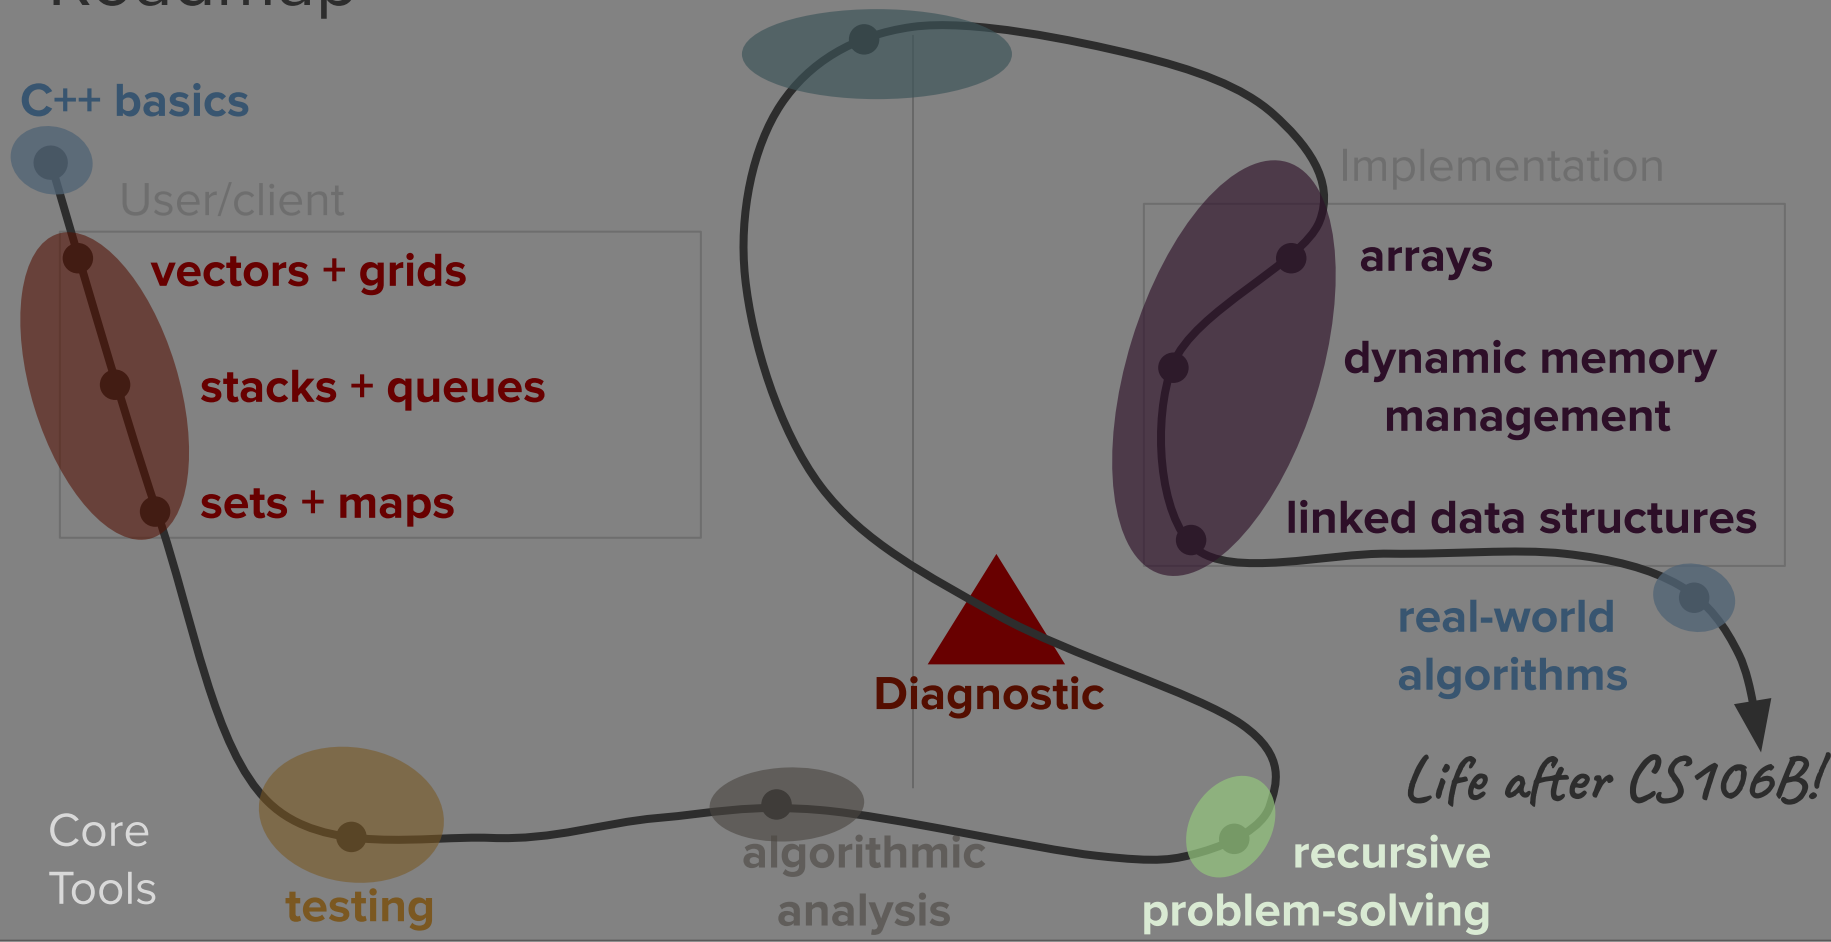 Roadmap
C++ basics
User/client
vectors + grids
stacks + queues
sets + maps
Implementation
arrays
dynamic memory
management
linked data structures
real-world
algorithms
Diagnostic
Life after CS106B!
Core
Tools
testing
algorithmic
analysis
recursive
problem-solving